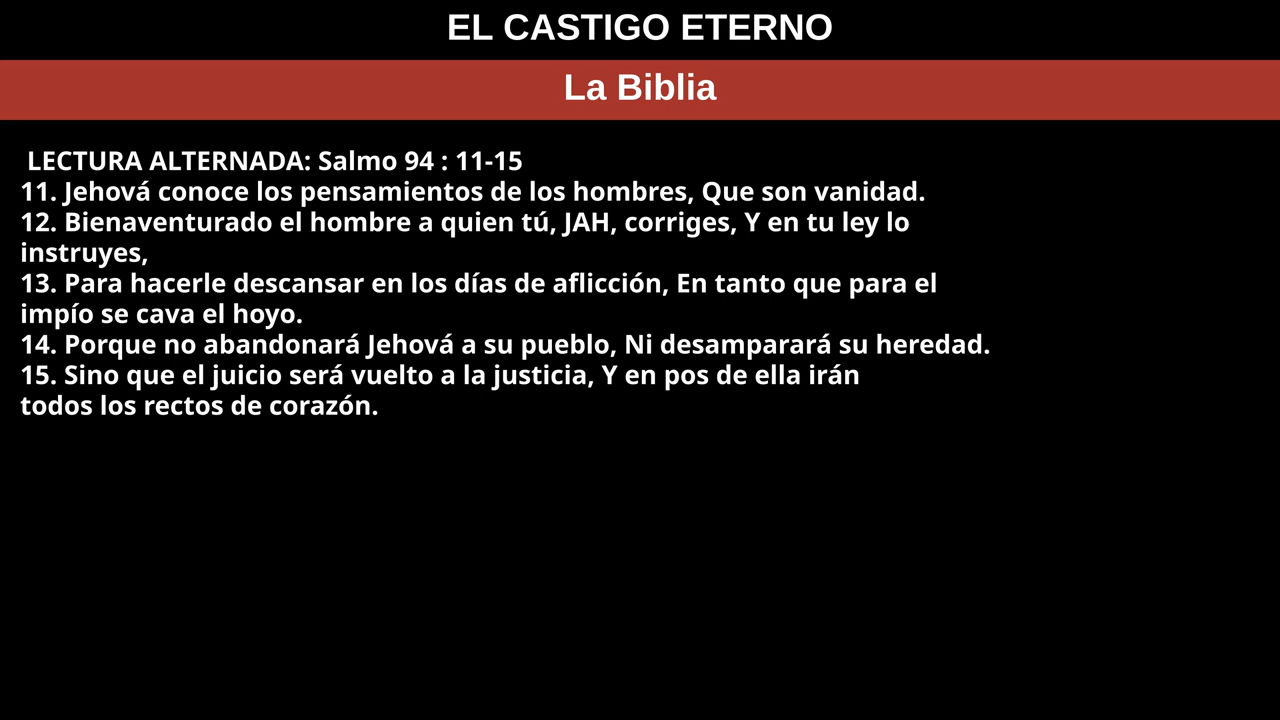 EL CASTIGO ETERNO
La Biblia
LECTURA ALTERNADA: Salmo 94 : 11-15
11. Jehová conoce los pensamientos de los hombres, Que son vanidad.
12. Bienaventurado el hombre a quien tú, JAH, corriges, Y en tu ley lo
instruyes,
13. Para hacerle descansar en los días de aflicción, En tanto que para el
impío se cava el hoyo.
14. Porque no abandonará Jehová a su pueblo, Ni desamparará su heredad.
15. Sino que el juicio será vuelto a la justicia, Y en pos de ella irán
todos los rectos de corazón.